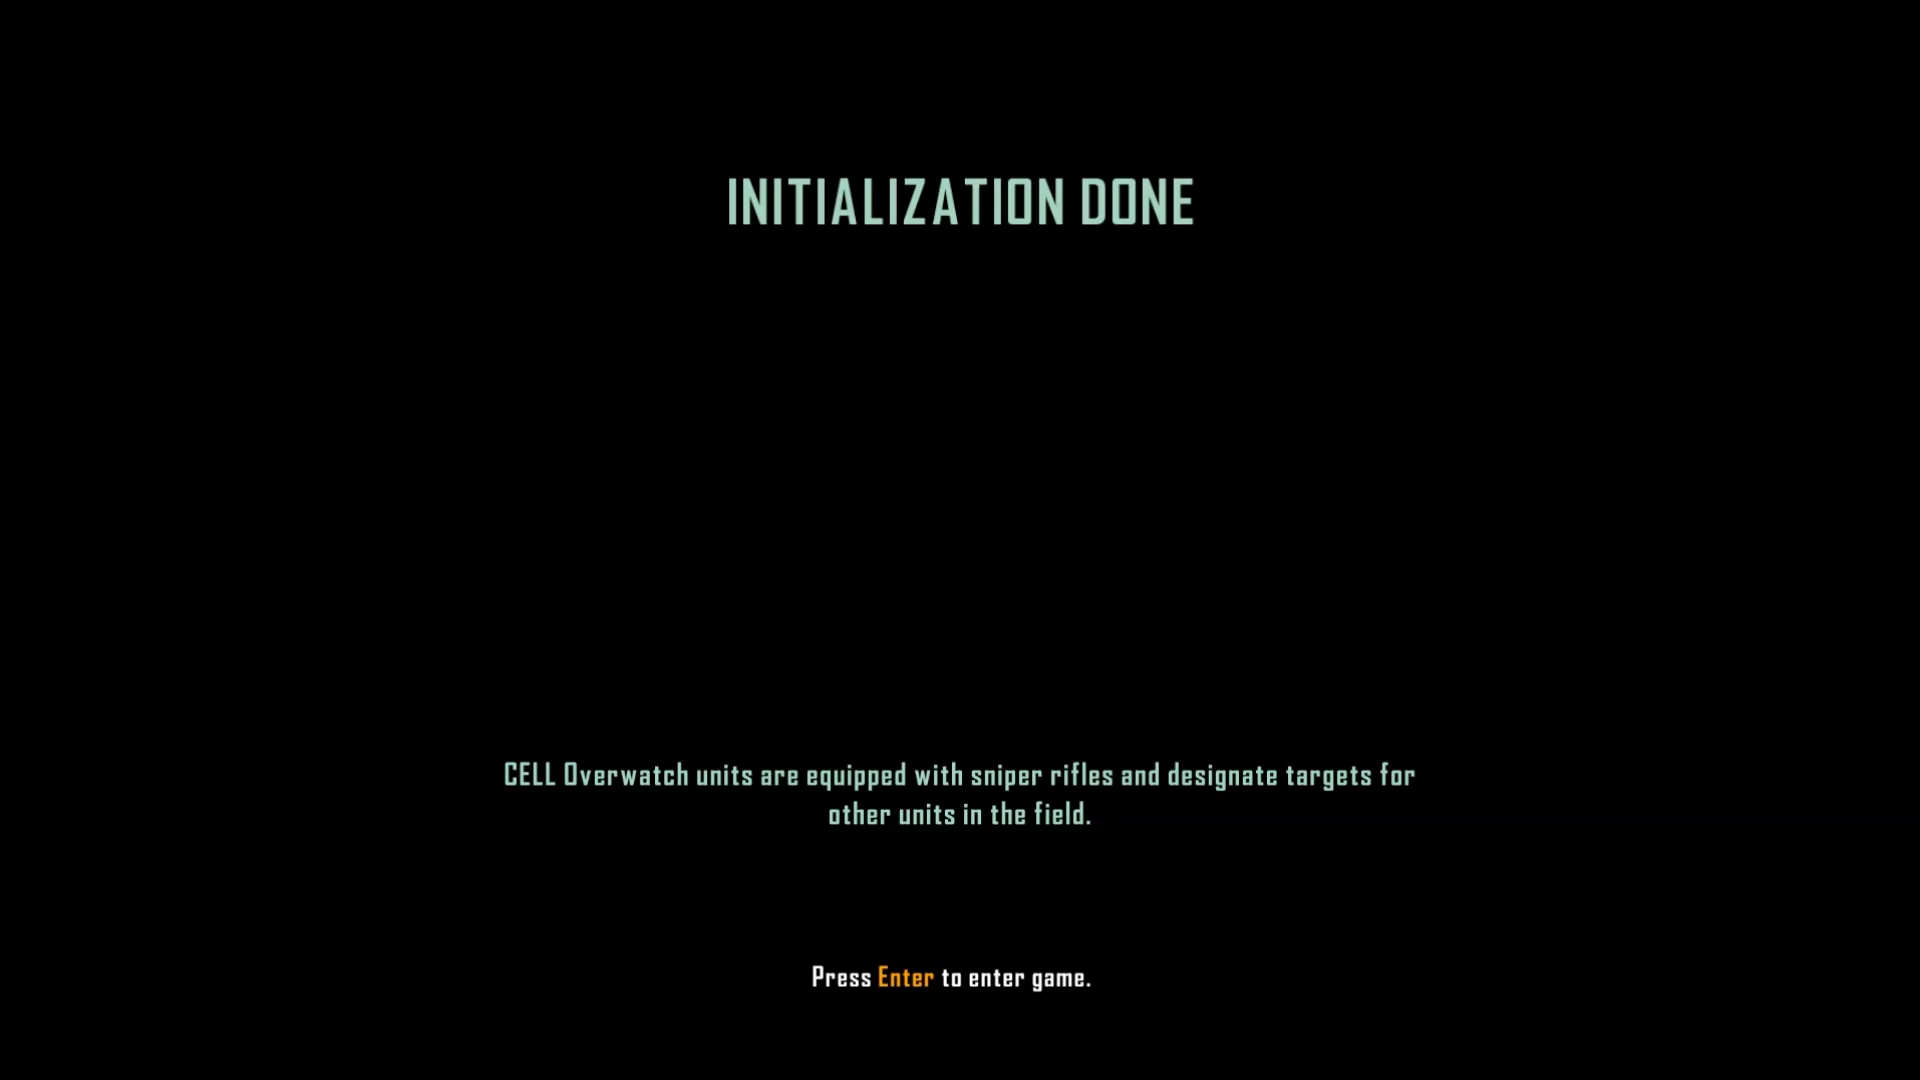 INITIALIZATION DONE
CELL Overwatch units are equipped with sniper rifles and designate targets for
other units in the field.
Press Enter to enter game.